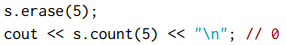 s.erase(5);
cout << s.count(5) << "\n"; // 0